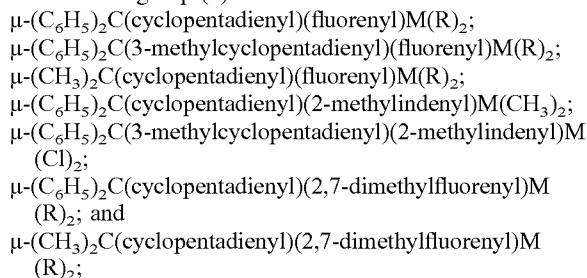 μ-(C₆H₅)₂C(cyclopentadienyl)(fluorenyl)M(R)₂;
μ-(C₆H₅)₂C(3-methylcyclopentadienyl)(fluorenyl)M(R)₂;
μ-(CH₃)₂C(cyclopentadienyl)(fluorenyl)M(R)₂;
μ-(C₆H₅)₂C(cyclopentadienyl)(2-methylindenyl)M(CH₃)₂;
μ-(C₆H₅)₂C(3-methylcyclopentadienyl)(2-methylindenyl)M
(Cl)₂;
μ-(C₆H₅)₂C(cyclopentadienyl)(2,7-dimethylfluorenyl)M
(R)₂; and
μ-(CH₃)₂C(cyclopentadienyl)(2,7-dimethylfluorenyl)M
(R)₂;